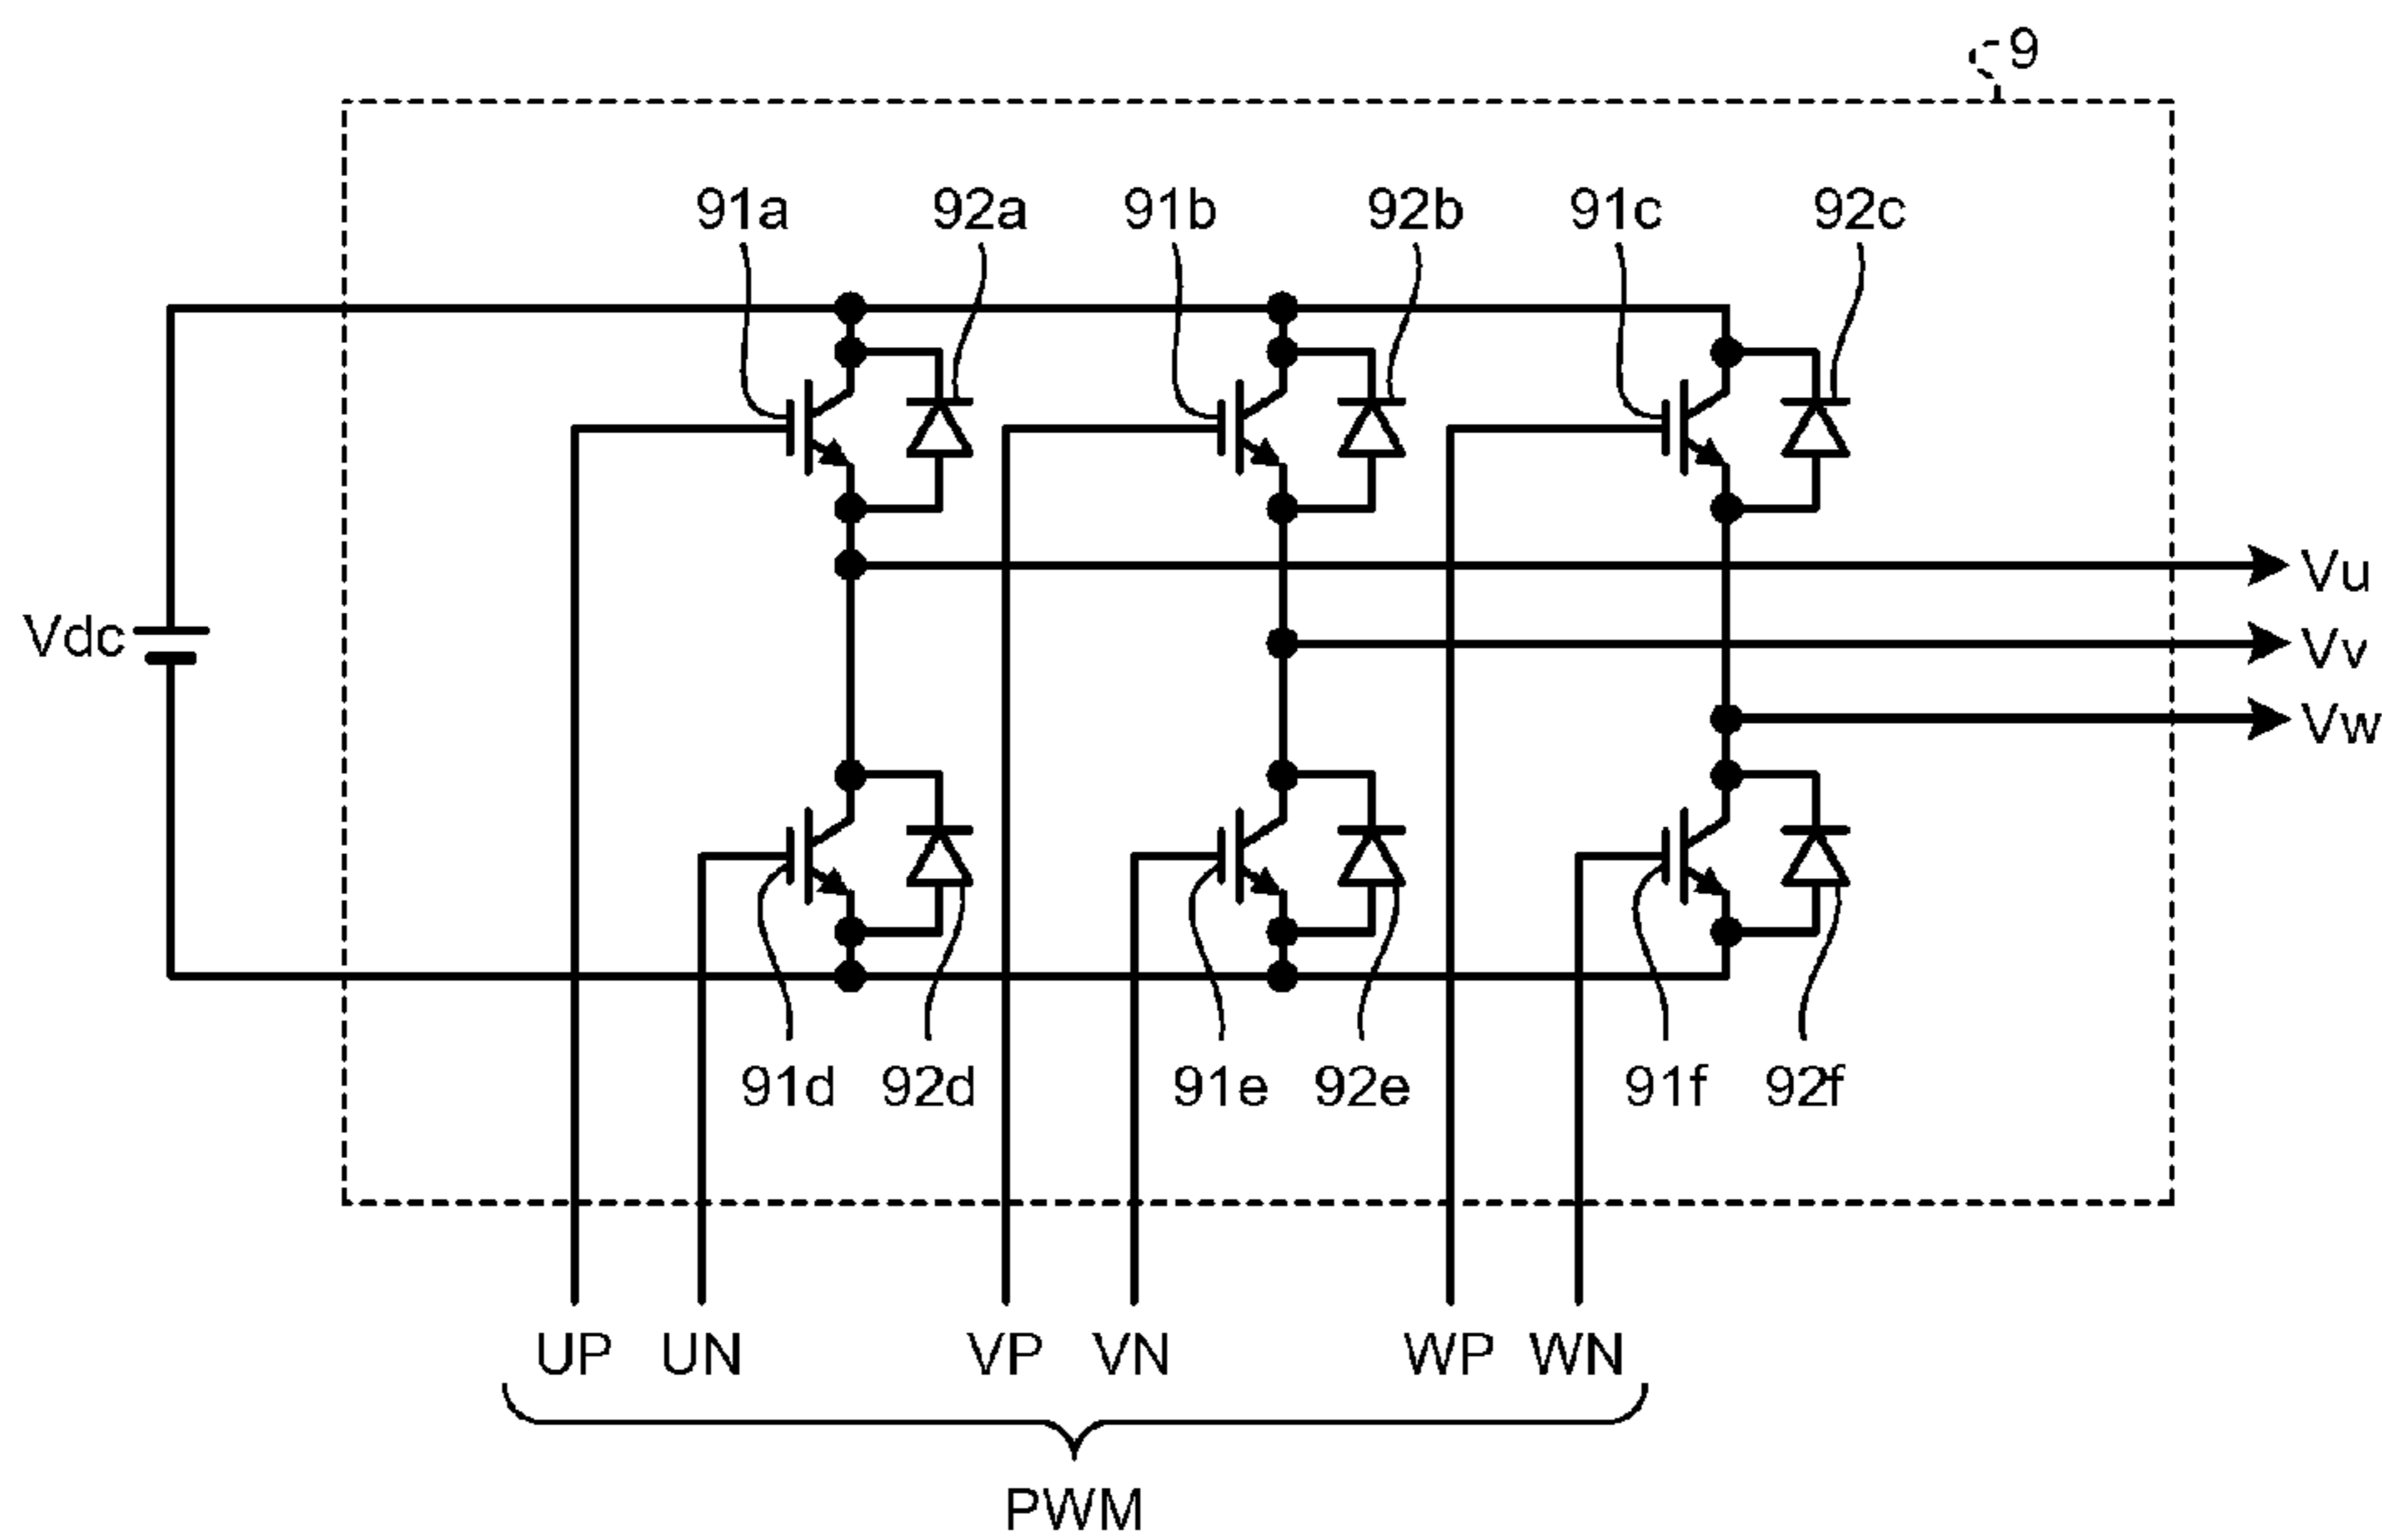 9
91a 92a 91b 92b 91c 92c
Vu
Vdc
Vv
Vw
91d 92d 91e 92e 91f 92f
UP UN VP VN WP WN
PWM